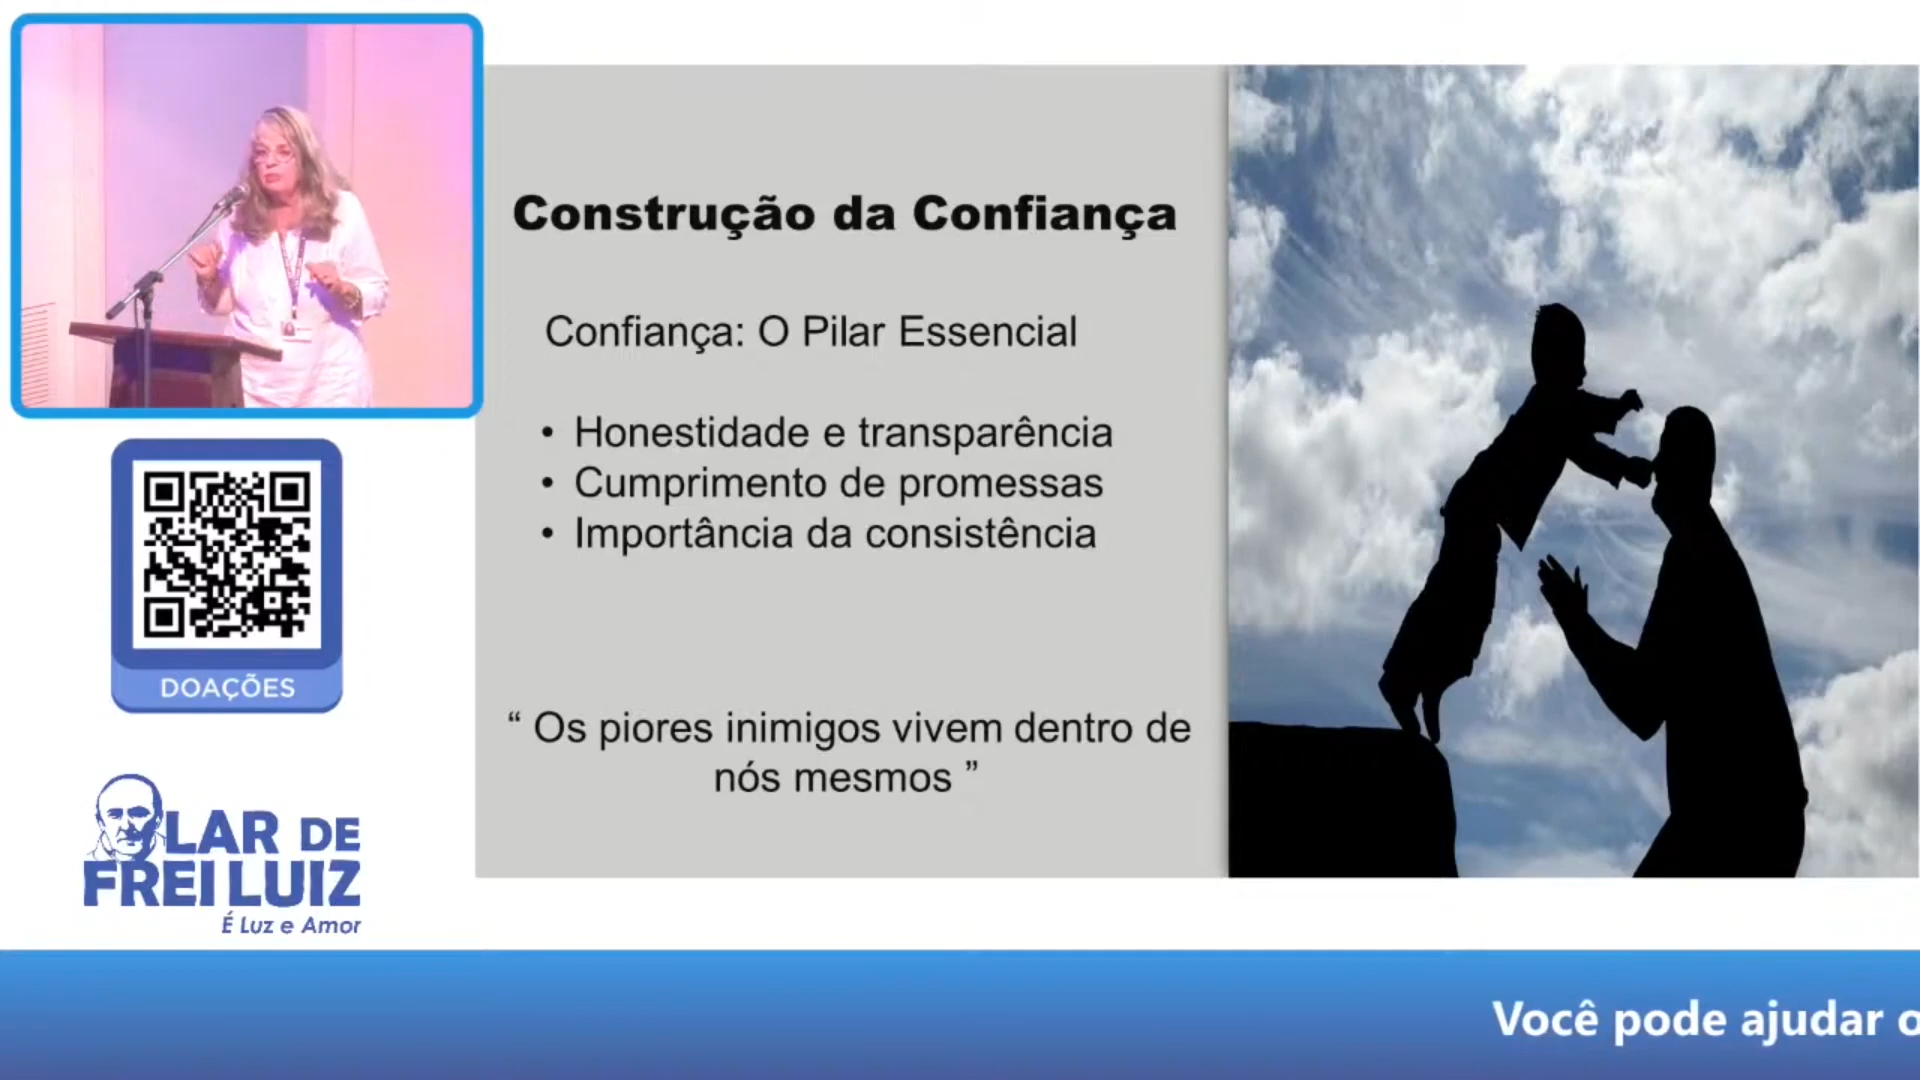 Construção da Confiança
Confiança: O Pilar Essencial
• Honestidade e transparência
• Cumprimento de promessas
• Importância da consistência
“ Os piores inimigos vivem dentro de
nós mesmos ”
DOAÇÕES
LAR DE
FREI LUIZ
É Luz e Amor
Você pode ajudar o